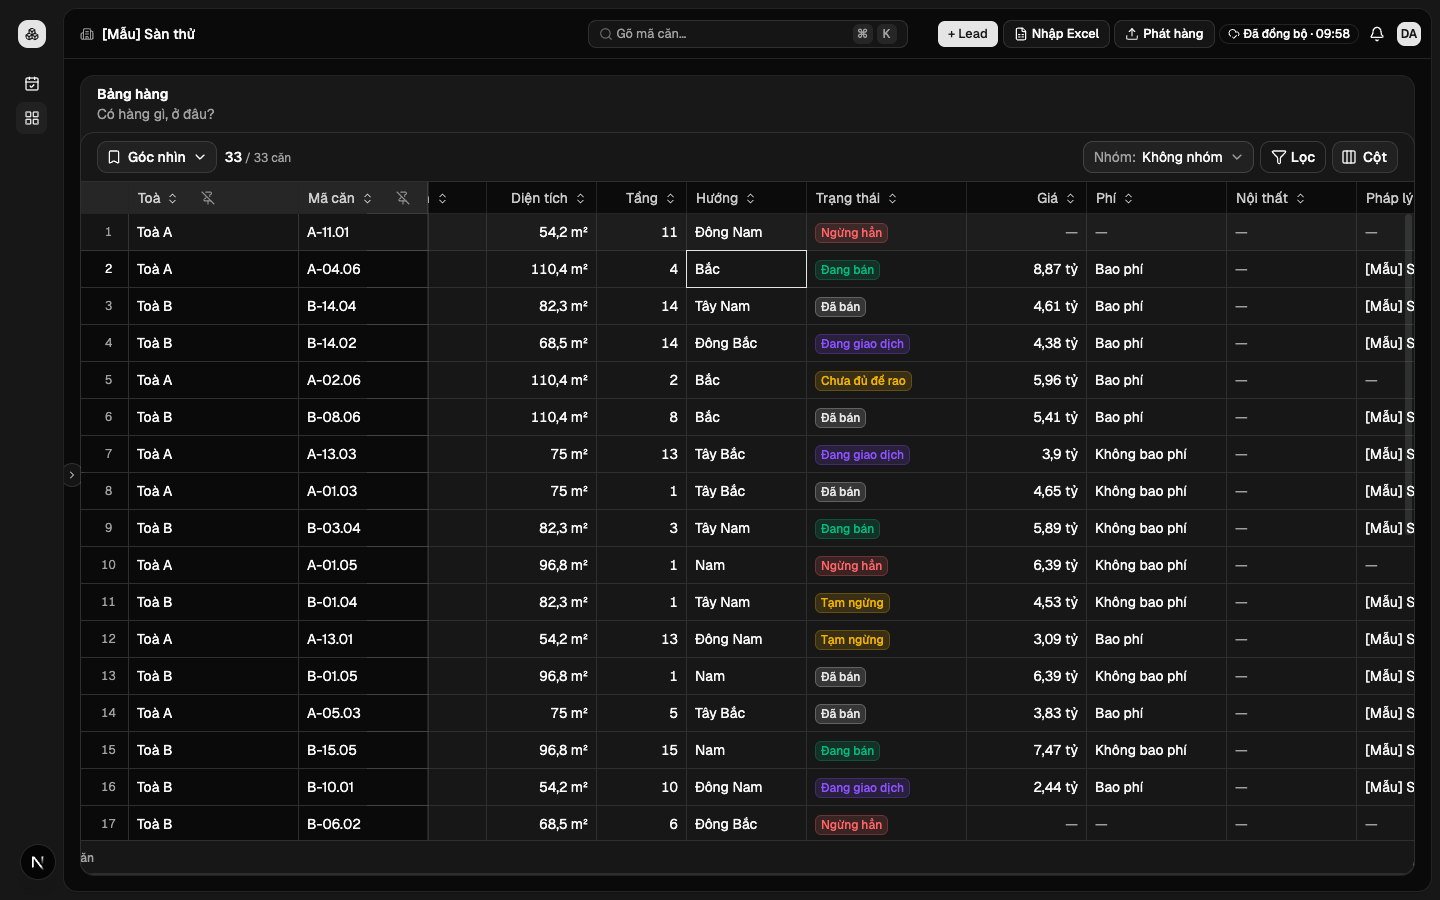 [Mẫu] Sàn thử
Gõ mã căn... ⌘ K
+ Lead
Nhập Excel
Phát hàng
Đã đồng bộ · 09:58
DA
Bảng hàng
Có hàng gì, ở đâu?
Góc nhìn
33 / 33 căn
Nhóm: Không nhóm
Lọc
Cột
Toà Mã căn Diện tích Tầng Hướng Trạng thái Giá Phí Nội thất Pháp lý
1 Toà A A-11.01 54,2 m² 11 Đông Nam Ngừng hẳn — — — —
2 Toà A A-04.06 110,4 m² 4 Bắc Đang bán 8,87 tỷ Bao phí — [Mẫu] S
3 Toà B B-14.04 82,3 m² 14 Tây Nam Đã bán 4,61 tỷ Bao phí — [Mẫu] S
4 Toà B B-14.02 68,5 m² 14 Đông Bắc Đang giao dịch 4,38 tỷ Bao phí — [Mẫu] S
5 Toà A A-02.06 110,4 m² 2 Bắc Chưa đủ để rao 5,96 tỷ Bao phí — —
6 Toà B B-08.06 110,4 m² 8 Bắc Đã bán 5,41 tỷ Bao phí — [Mẫu] S
7 Toà A A-13.03 75 m² 13 Tây Bắc Đang giao dịch 3,9 tỷ Không bao phí — [Mẫu] S
8 Toà A A-01.03 75 m² 1 Tây Bắc Đã bán 4,65 tỷ Không bao phí — [Mẫu] S
9 Toà B B-03.04 82,3 m² 3 Tây Nam Đang bán 5,89 tỷ Không bao phí — [Mẫu] S
10 Toà A A-01.05 96,8 m² 1 Nam Ngừng hẳn 6,39 tỷ Không bao phí — —
11 Toà B B-01.04 82,3 m² 1 Tây Nam Tạm ngừng 4,53 tỷ Không bao phí — [Mẫu] S
12 Toà A A-13.01 54,2 m² 13 Đông Nam Tạm ngừng 3,09 tỷ Bao phí — [Mẫu] S
13 Toà B B-01.05 96,8 m² 1 Nam Đã bán 6,39 tỷ Không bao phí — [Mẫu] S
14 Toà A A-05.03 75 m² 5 Tây Bắc Đã bán 3,83 tỷ Bao phí — [Mẫu] S
15 Toà B B-15.05 96,8 m² 15 Nam Đang bán 7,47 tỷ Không bao phí — [Mẫu] S
16 Toà B B-10.01 54,2 m² 10 Đông Nam Đang giao dịch 2,44 tỷ Bao phí — [Mẫu] S
17 Toà B B-06.02 68,5 m² 6 Đông Bắc Ngừng hẳn — — — —
ăn
N